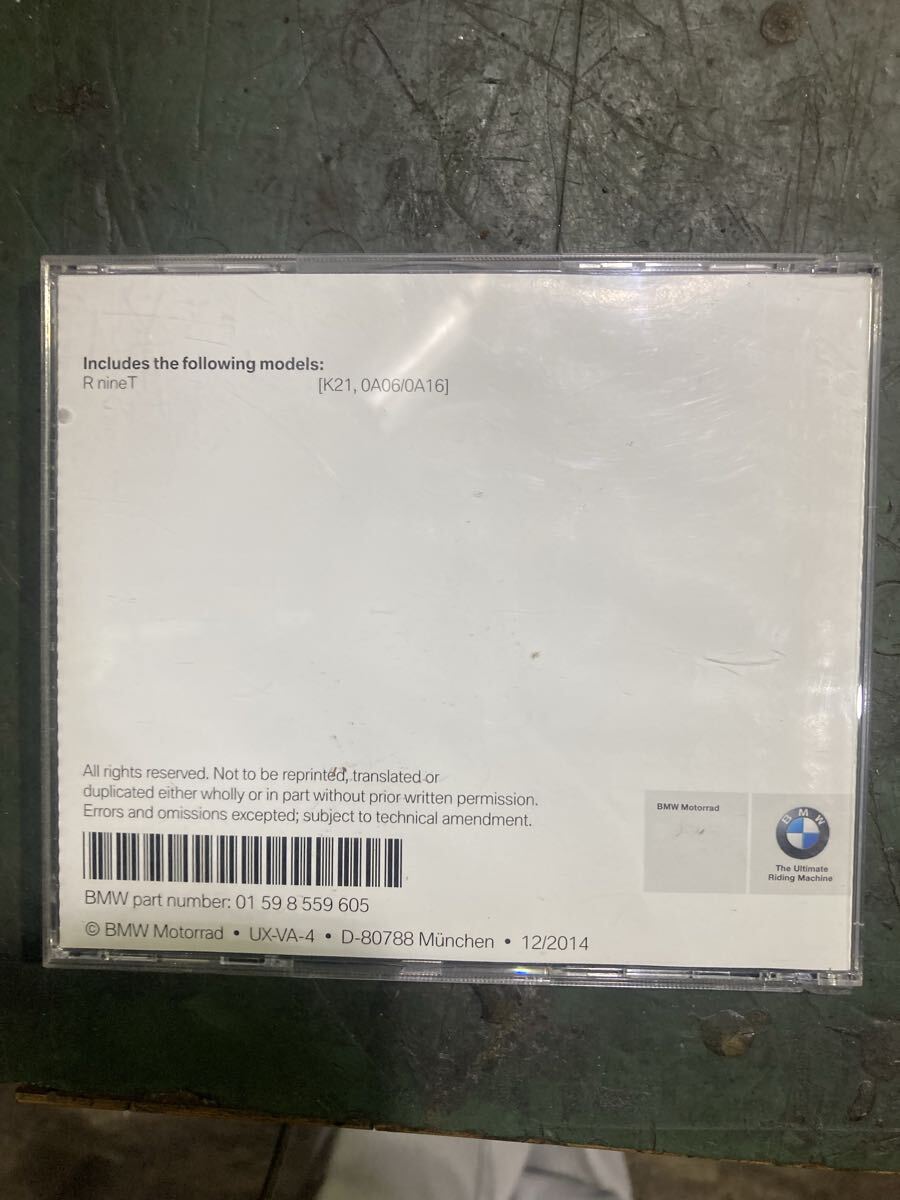 Includes the following models:
R nineT [K21, 0A06/0A16]
All rights reserved. Not to be reprinted, translated or
duplicated either wholly or in part without prior written permission.
Errors and omissions excepted; subject to technical amendment.
BMW part number: 01 59 8 559 605
© BMW Motorrad • UX-VA-4 • D-80788 München • 12/2014
BMW Motorrad
BMW
The Ultimate
Riding Machine